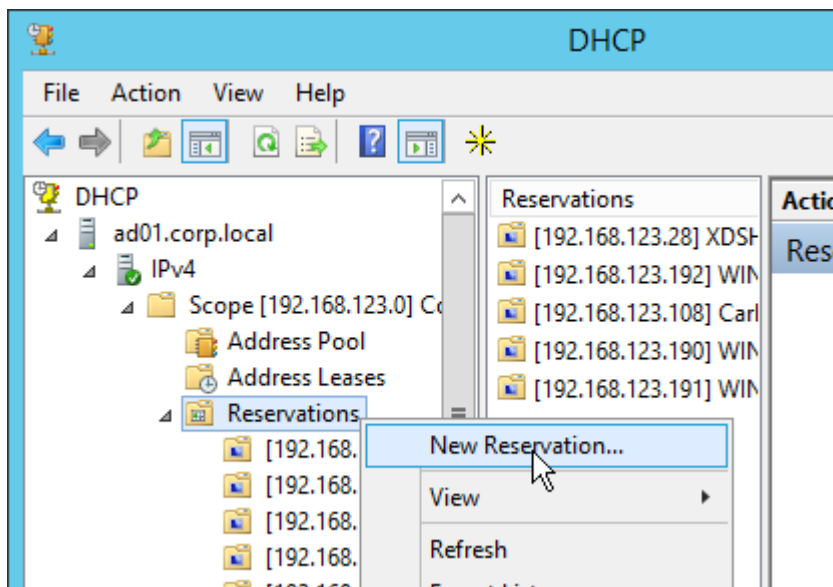 DHCP
File Action View Help
DHCP
ad01.corp.local
IPv4
Scope [192.168.123.0]
Address Pool
Address Leases
Reservations
[192.168.
[192.168.
[192.168.
[192.168.
Reservations
[192.168.123.28] XDSH
[192.168.123.192] WIN
[192.168.123.108] Carl
[192.168.123.190] WIN
[192.168.123.191] WIN
Actio
Res
New Reservation...
View
Refresh